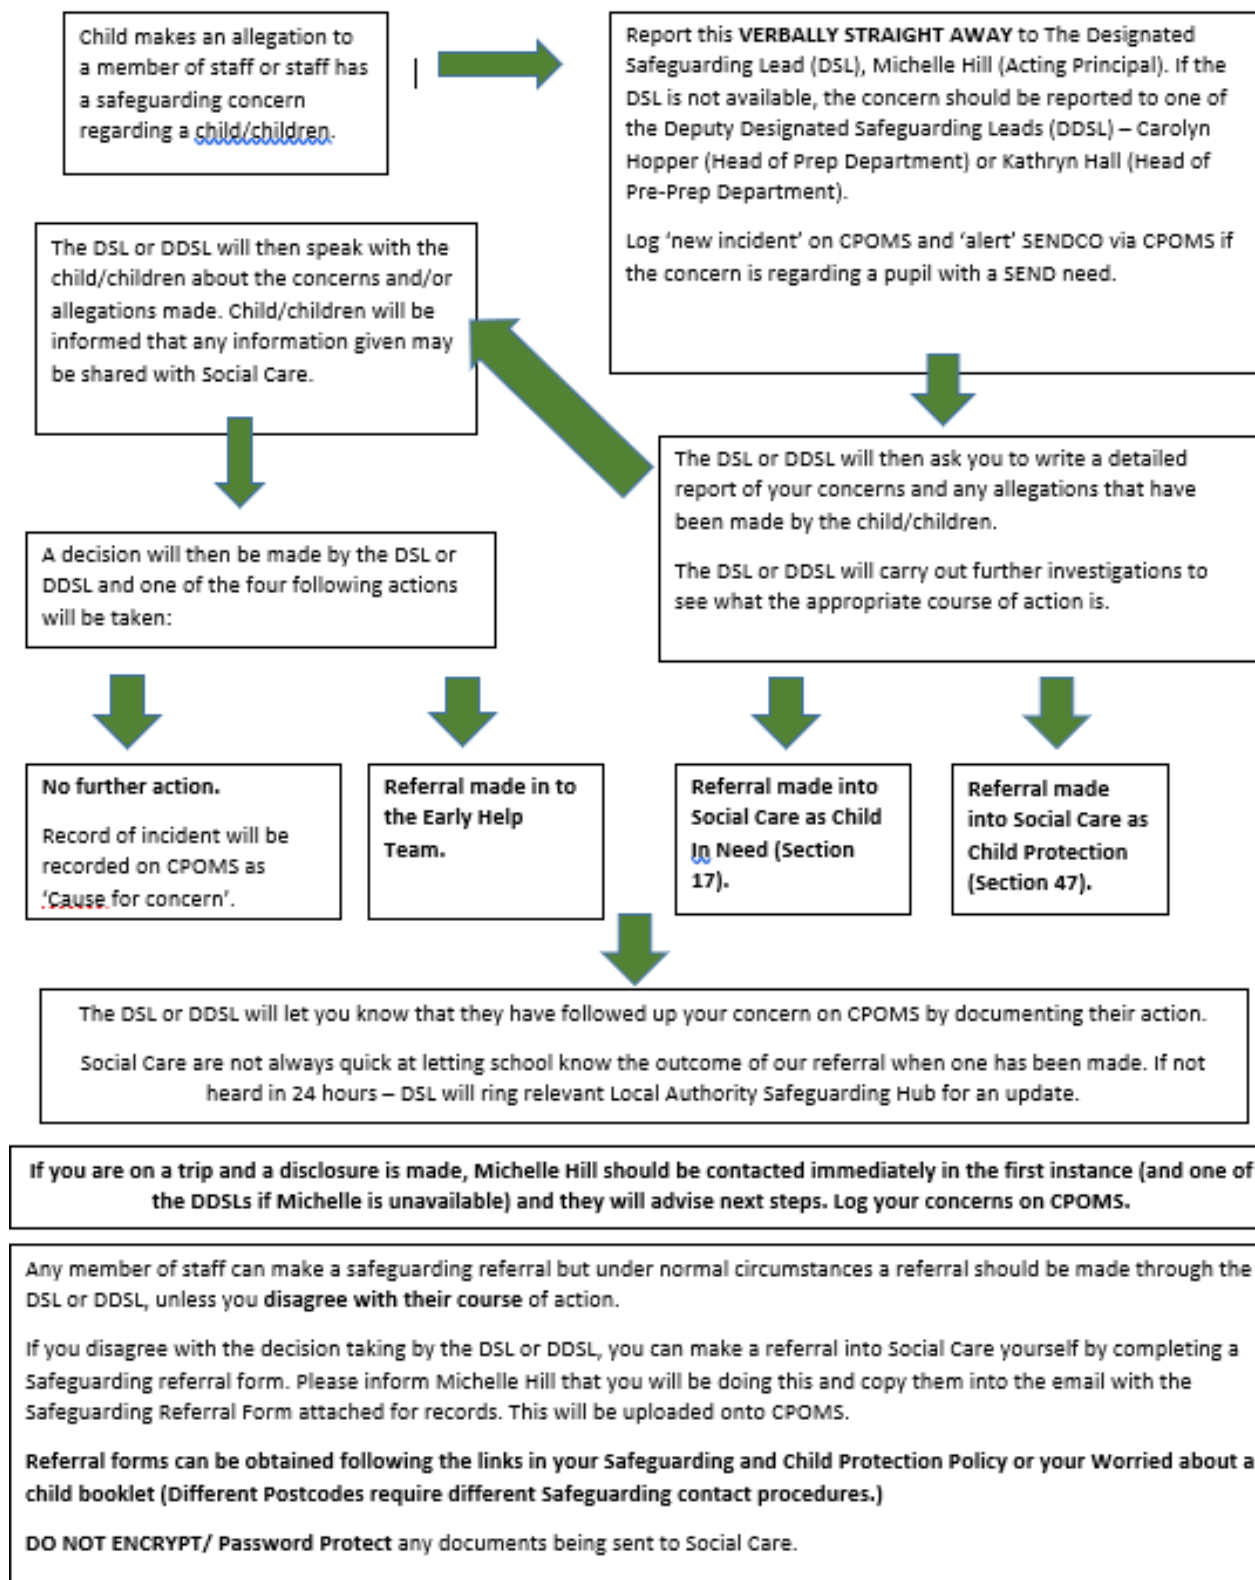 Child makes an allegation to
a member of staff or staff has
a safeguarding concern
regarding a child/children.
Report this VERBALLY STRAIGHT AWAY to The Designated
Safeguarding Lead (DSL), Michelle Hill (Acting Principal). If the
DSL is not available, the concern should be reported to one of
the Deputy Designated Safeguarding Leads (DDSL) – Carolyn
Hopper (Head of Prep Department) or Kathryn Hall (Head of
Pre-Prep Department).
Log ‘new incident’ on CPOMS and ‘alert’ SENDCO via CPOMS if
the concern is regarding a pupil with a SEND need.
The DSL or DDSL will then ask you to write a detailed
report of your concerns and any allegations that have
been made by the child/children.
The DSL or DDSL will carry out further investigations to
see what the appropriate course of action is.
The DSL or DDSL will then speak with the
child/children about the concerns and/or
allegations made. Child/children will be
informed that any information given may
be shared with Social Care.
A decision will then be made by the DSL or
DDSL and one of the four following actions
will be taken:
No further action.
Record of incident will be
recorded on CPOMS as
‘Cause for concern’.
Referral made in to
the Early Help
Team.
Referral made into
Social Care as Child
In Need (Section
17).
Referral made
into Social Care as
Child Protection
(Section 47).
The DSL or DDSL will let you know that they have followed up your concern on CPOMS by documenting their action.
Social Care are not always quick at letting school know the outcome of our referral when one has been made. If not
heard in 24 hours – DSL will ring relevant Local Authority Safeguarding Hub for an update.
If you are on a trip and a disclosure is made, Michelle Hill should be contacted immediately in the first instance (and one of
the DDSLs if Michelle is unavailable) and they will advise next steps. Log your concerns on CPOMS.
Any member of staff can make a safeguarding referral but under normal circumstances a referral should be made through the
DSL or DDSL, unless you disagree with their course of action.
If you disagree with the decision taking by the DSL or DDSL, you can make a referral into Social Care yourself by completing a
Safeguarding referral form. Please inform Michelle Hill that you will be doing this and copy them into the email with the
Safeguarding Referral Form attached for records. This will be uploaded onto CPOMS.
Referral forms can be obtained following the links in your Safeguarding and Child Protection Policy or your Worried about a
child booklet (Different Postcodes require different Safeguarding contact procedures.)
DO NOT ENCRYPT/ Password Protect any documents being sent to Social Care.